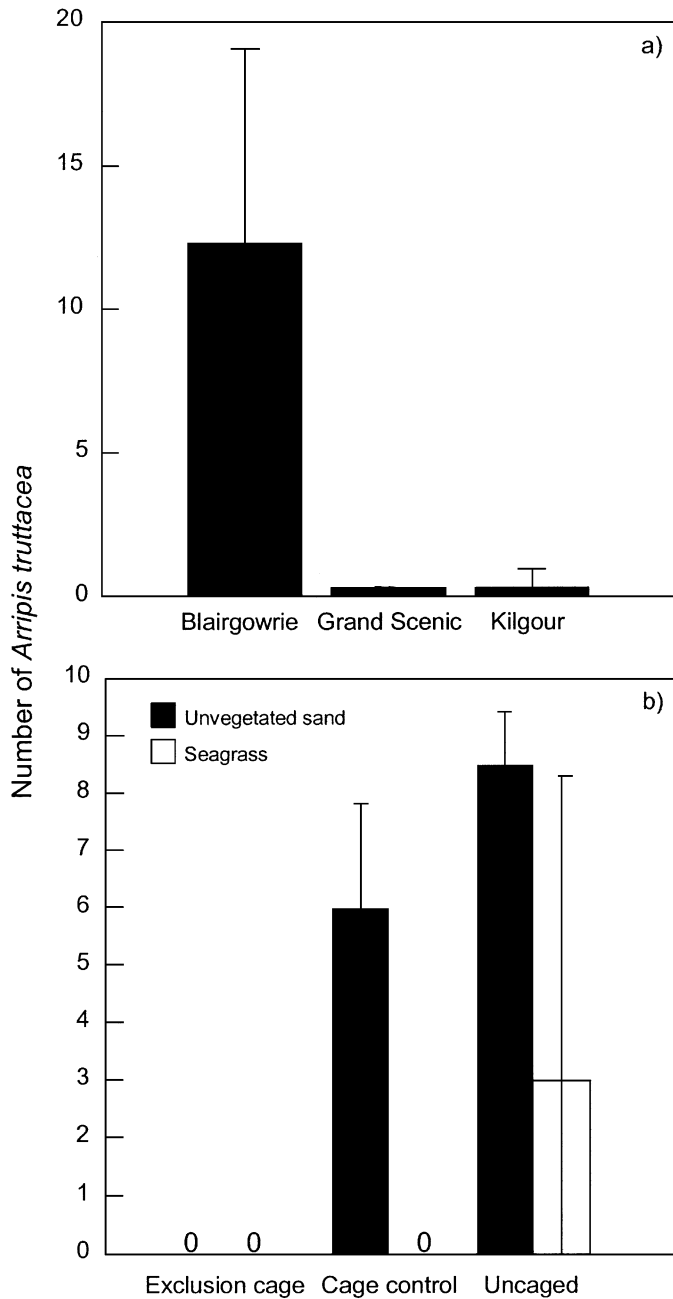 Number of Arripis truttacea
a)
20
15
10
5
0
Blairgowrie Grand Scenic Kilgour
b)
Unvegetated sand
Seagrass
10
9
8
7
6
5
4
3
2
1
0
0 0 0
Exclusion cage Cage control Uncaged